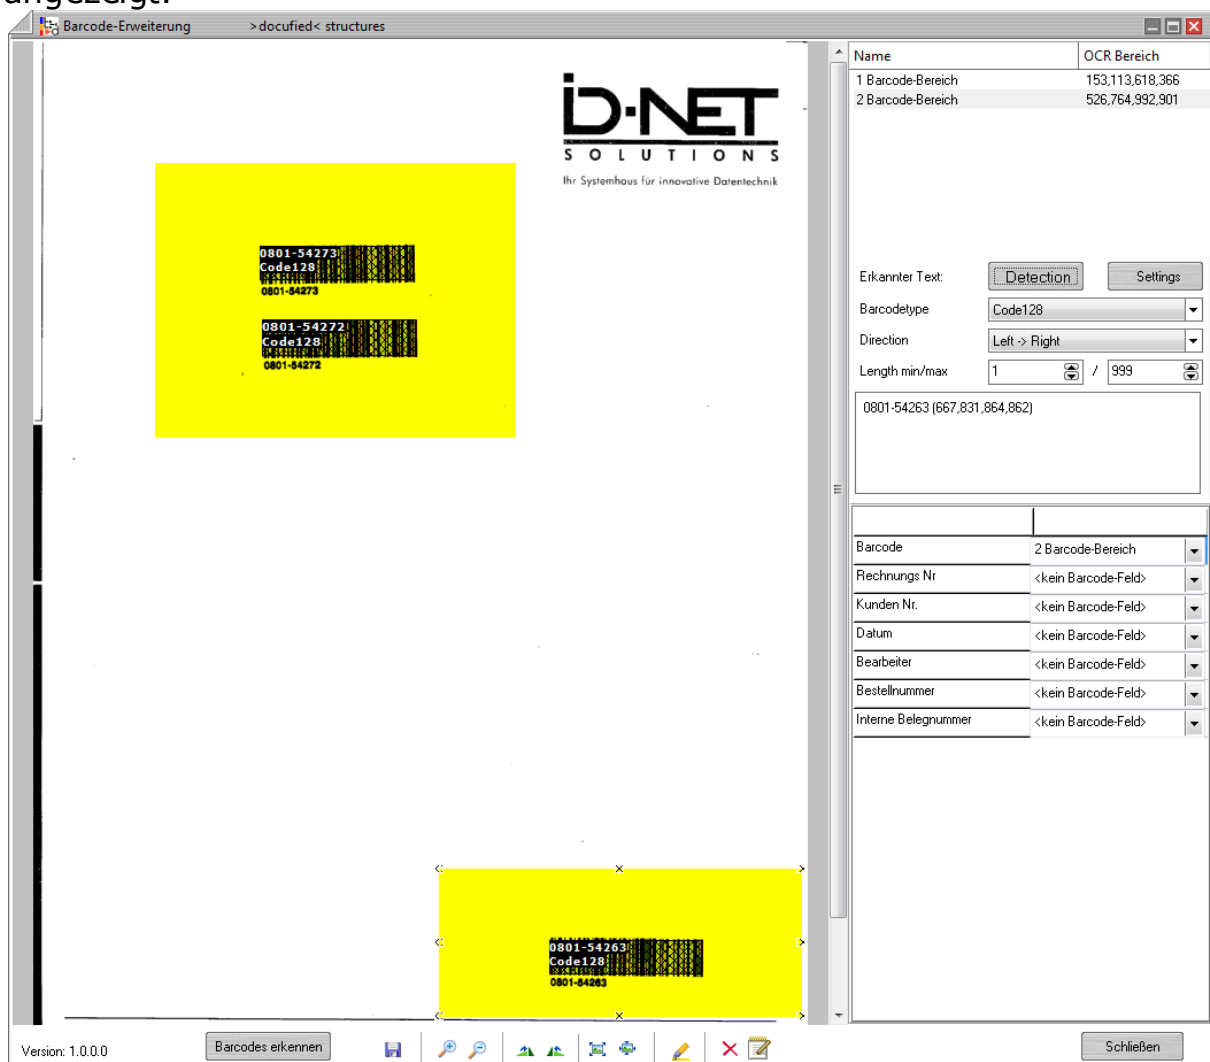 angezeigt.
Barcode-Erweiterung >docufied< structures
iD-NET
SOLUTIONS
Ihr Systemhaus für innovative Datentechnik
0801-54273
Code128
0801-54273
0801-54272
Code128
0801-54272
0801-54263
Code128
0801-54263
Name OCR Bereich
1 Barcode-Bereich 153,113,618,366
2 Barcode-Bereich 526,764,992,901
Erkannter Text: Detection Settings
Barcodetype Code128
Direction Left -> Right
Length min/max 1 / 999
0801-54263 (667,831,864,862)
Barcode 2 Barcode-Bereich
Rechnungs Nr <kein Barcode-Feld>
Kunden Nr. <kein Barcode-Feld>
Datum <kein Barcode-Feld>
Bearbeiter <kein Barcode-Feld>
Bestellnummer <kein Barcode-Feld>
Interne Belegnummer <kein Barcode-Feld>
Version: 1.0.0.0 Barcodes erkennen Schließen